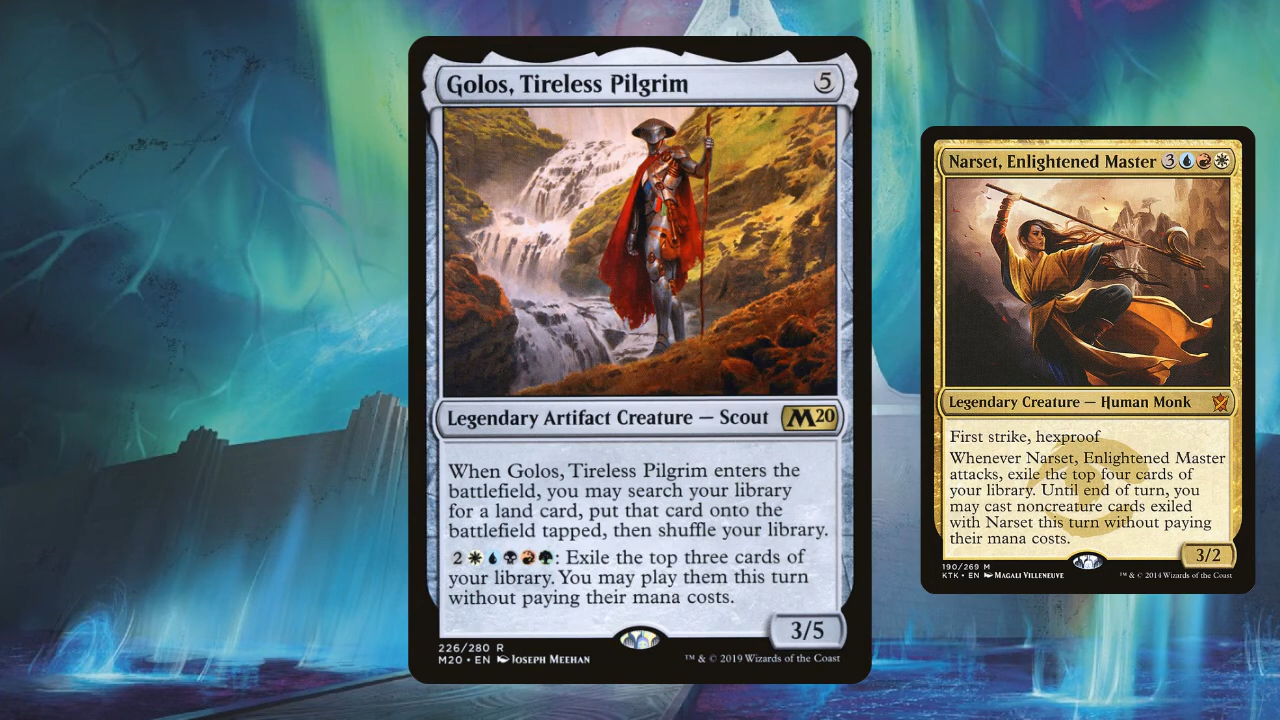 Golos, Tireless Pilgrim 5
Legendary Artifact Creature — Scout M20
When Golos, Tireless Pilgrim enters the
battlefield, you may search your library
for a land card, put that card onto the
battlefield tapped, then shuffle your library.
2: Exile the top three cards of
your library. You may play them this turn
without paying their mana costs.
3/5
226/280 R
M20 • EN JOSEPH MEEHAN
™ & © 2019 Wizards of the Coast
Narset, Enlightened Master 3
Legendary Creature — Human Monk
First strike, hexproof
Whenever Narset, Enlightened Master
attacks, exile the top four cards of
your library. Until end of turn, you
may cast noncreature cards exiled
with Narset this turn without paying
their mana costs.
3/2
190/269 M
KTK • EN MAGALI VILLENEUVE
™ & © 2014 Wizards of the Coast